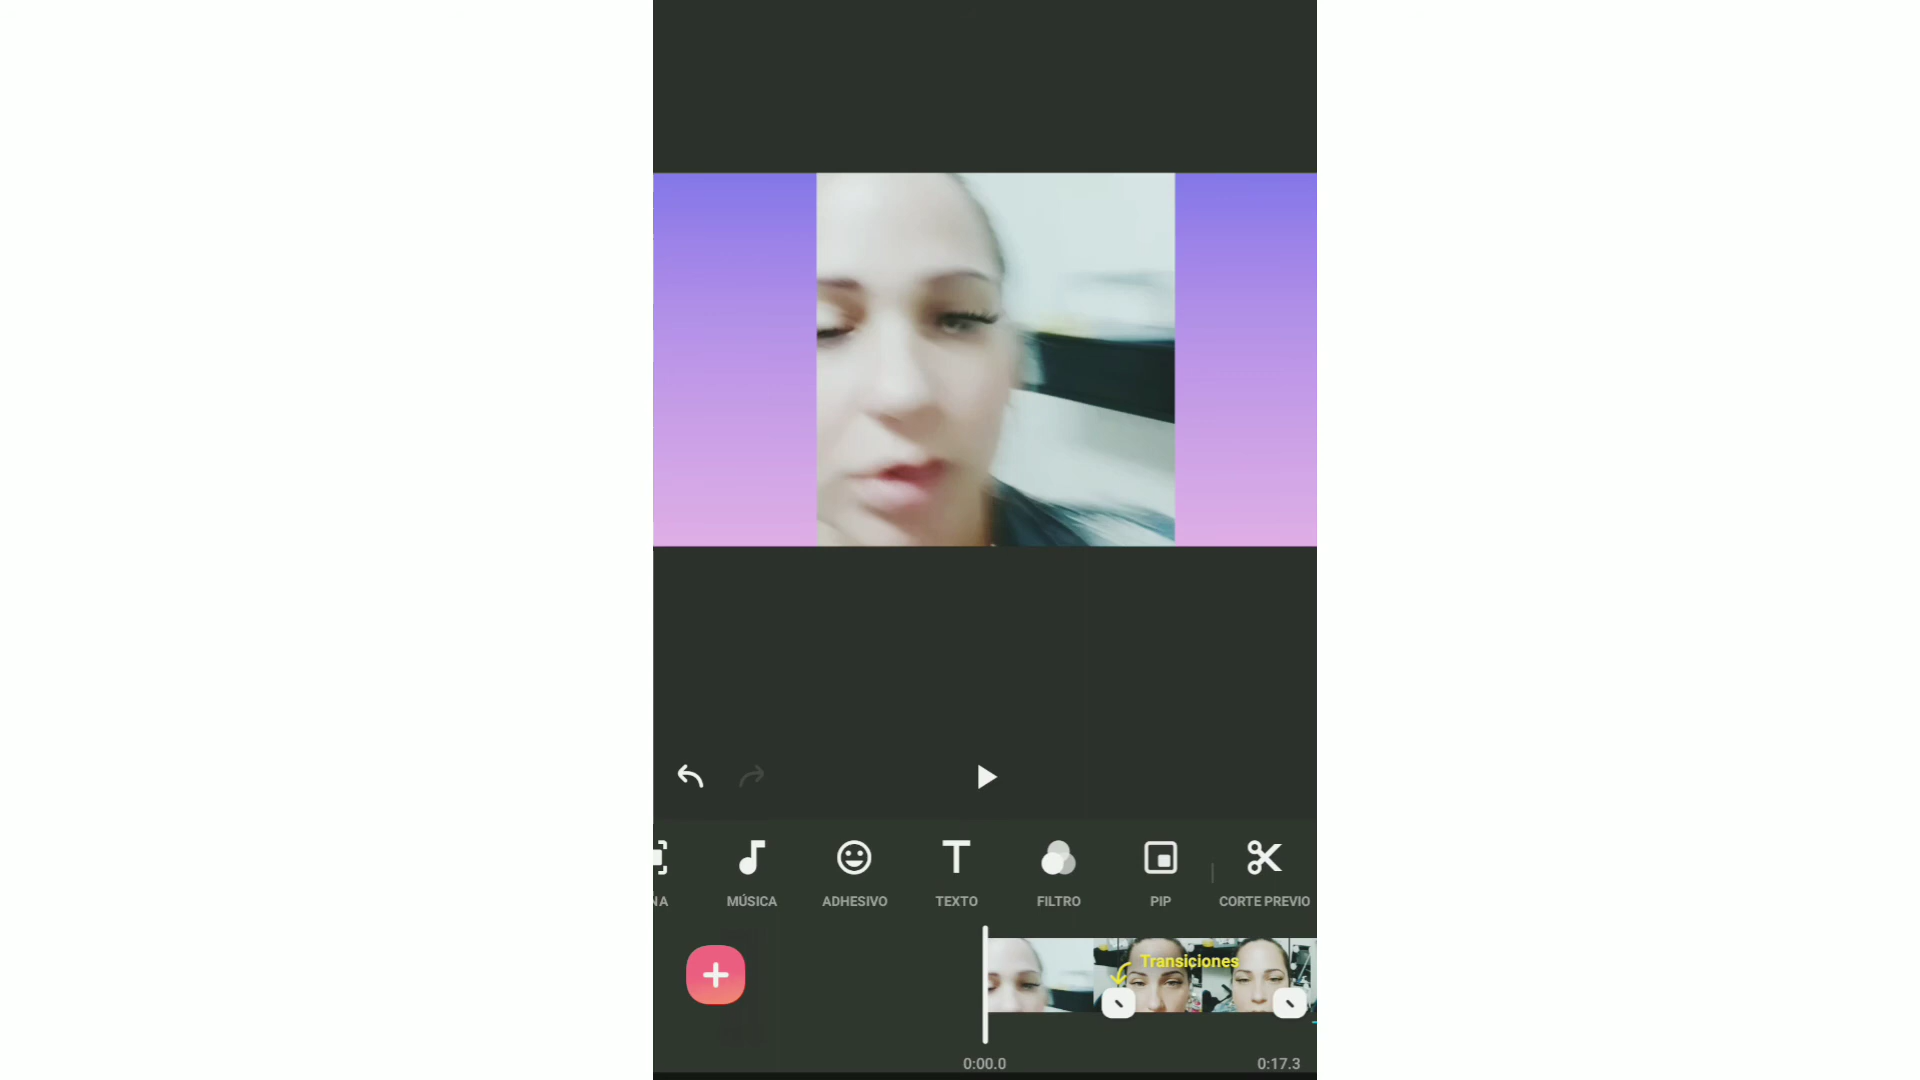 MÚSICA
ADHESIVO
TEXTO
FILTRO
PIP
CORTE PREVIO
Transiciones
0:00.0
0:17.3